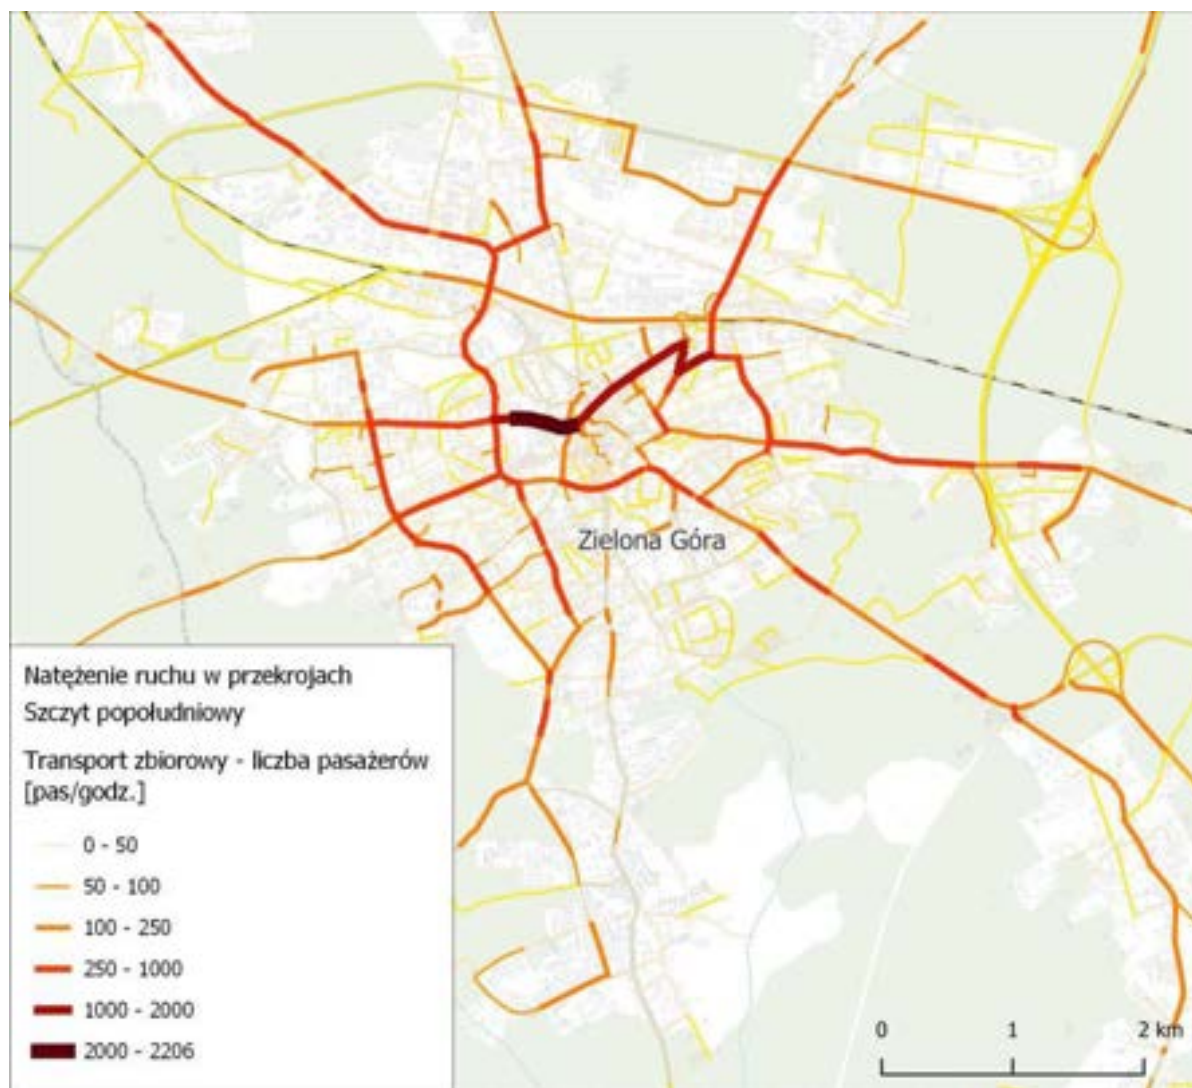 Zielona Góra
Natężenie ruchu w przekrojach
Szczyt popołudniowy
Transport zbiorowy - liczba pasażerów
[pas/godz.]
0 - 50
50 - 100
100 - 250
250 - 1000
1000 - 2000
2000 - 2206
0 1 2 km